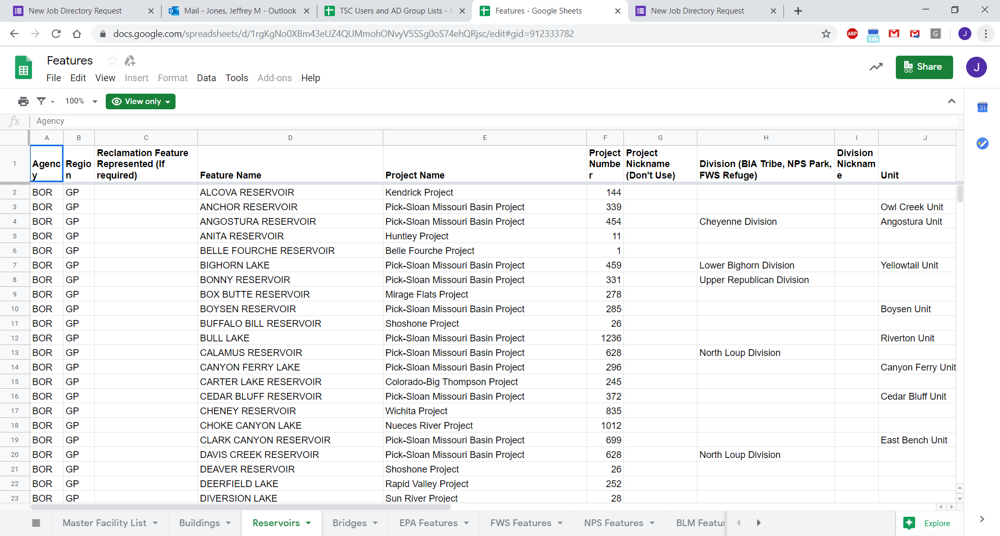 New Job Directory Request
Mail - Jones, Jeffrey M - Outlook
TSC Users and AD Group Lists - G
Features - Google Sheets
New Job Directory Request
docs.google.com/spreadsheets/d/1rgKgNo0XBm43eUZ4QUMmohONvyV5SSg0oS74ehQRjsc/edit#gid=912333782
ABP 14h G J
Features
File Edit View Insert Format Data Tools Add-ons Help
Share
J
100% View only
31
fx Agency
A B C D E F G H I J
1 Agency Region Reclamation Feature Represented (If required) Feature Name Project Name Project Number Project Nickname (Don't Use) Division (BIA Tribe, NPS Park, FWS Refuge) Division Nickname Unit
2 BOR GP ALCOVA RESERVOIR Kendrick Project 144
3 BOR GP ANCHOR RESERVOIR Pick-Sloan Missouri Basin Project 339 Owl Creek Unit
4 BOR GP ANGOSTURA RESERVOIR Pick-Sloan Missouri Basin Project 454 Cheyenne Division Angostura Unit
5 BOR GP ANITA RESERVOIR Huntley Project 11
6 BOR GP BELLE FOURCHE RESERVOIR Belle Fourche Project 1
7 BOR GP BIGHORN LAKE Pick-Sloan Missouri Basin Project 459 Lower Bighorn Division Yellowtail Unit
8 BOR GP BONNY RESERVOIR Pick-Sloan Missouri Basin Project 331 Upper Republican Division
9 BOR GP BOX BUTTE RESERVOIR Mirage Flats Project 278
10 BOR GP BOYSEN RESERVOIR Pick-Sloan Missouri Basin Project 285 Boysen Unit
11 BOR GP BUFFALO BILL RESERVOIR Shoshone Project 26
12 BOR GP BULL LAKE Pick-Sloan Missouri Basin Project 1236 Riverton Unit
13 BOR GP CALAMUS RESERVOIR Pick-Sloan Missouri Basin Project 628 North Loup Division
14 BOR GP CANYON FERRY LAKE Pick-Sloan Missouri Basin Project 296 Canyon Ferry Unit
15 BOR GP CARTER LAKE RESERVOIR Colorado-Big Thompson Project 245
16 BOR GP CEDAR BLUFF RESERVOIR Pick-Sloan Missouri Basin Project 372 Cedar Bluff Unit
17 BOR GP CHENEY RESERVOIR Wichita Project 835
18 BOR GP CHOKE CANYON LAKE Nueces River Project 1012
19 BOR GP CLARK CANYON RESERVOIR Pick-Sloan Missouri Basin Project 699 East Bench Unit
20 BOR GP DAVIS CREEK RESERVOIR Pick-Sloan Missouri Basin Project 628 North Loup Division
21 BOR GP DEAVER RESERVOIR Shoshone Project 26
22 BOR GP DEERFIELD LAKE Rapid Valley Project 252
23 BOR GP DIVERSION LAKE Sun River Project 28
Master Facility List Buildings Reservoirs Bridges EPA Features FWS Features NPS Features BLM Featur
Explore